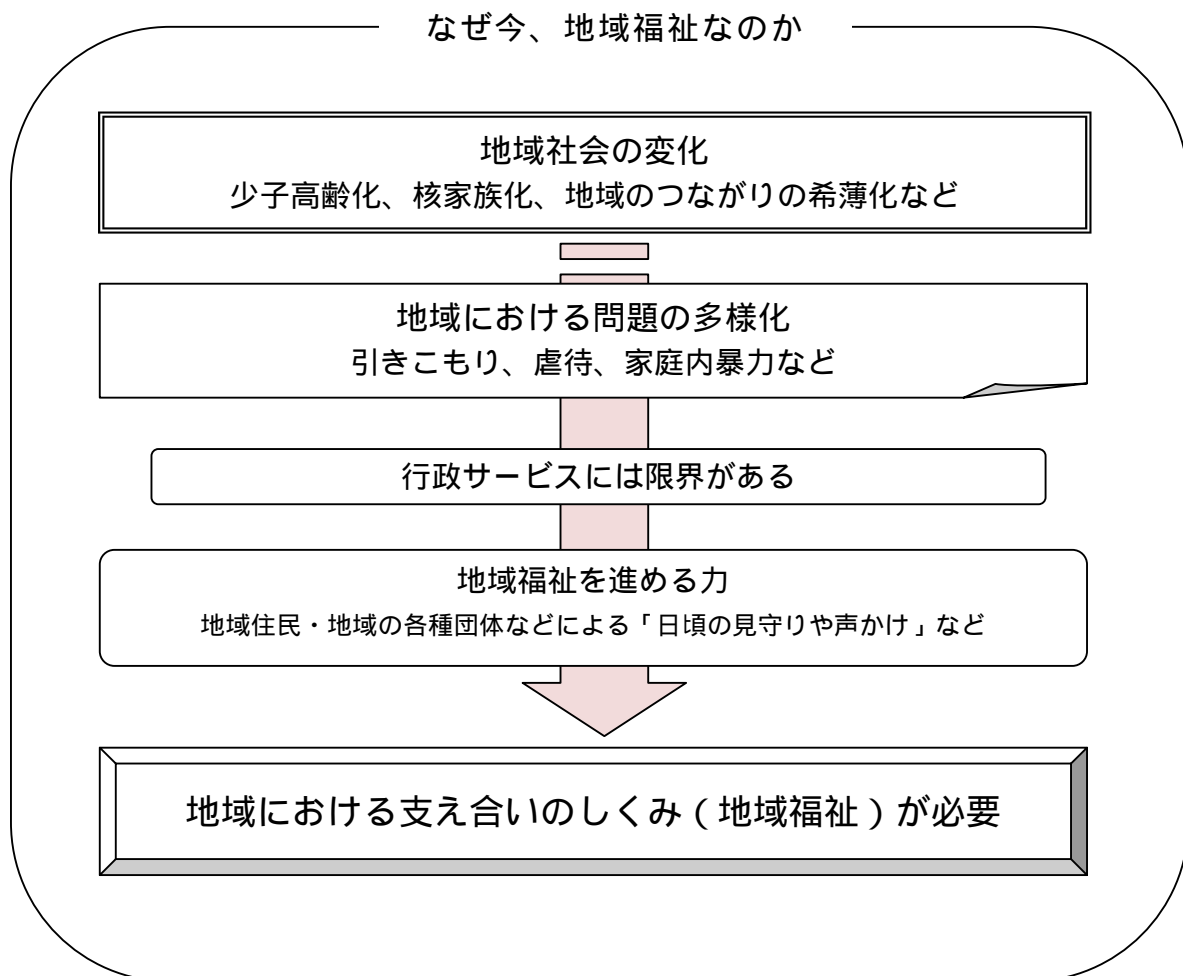 なぜ今、地域福祉なのか
地域社会の変化
少子高齢化、核家族化、地域のつながりの希薄化など
地域における問題の多様化
引きこもり、虐待、家庭内暴力など
行政サービスには限界がある
地域福祉を進める力
地域住民・地域の各種団体などによる「日頃の見守りや声かけ」など
地域における支え合いのしくみ(地域福祉)が必要